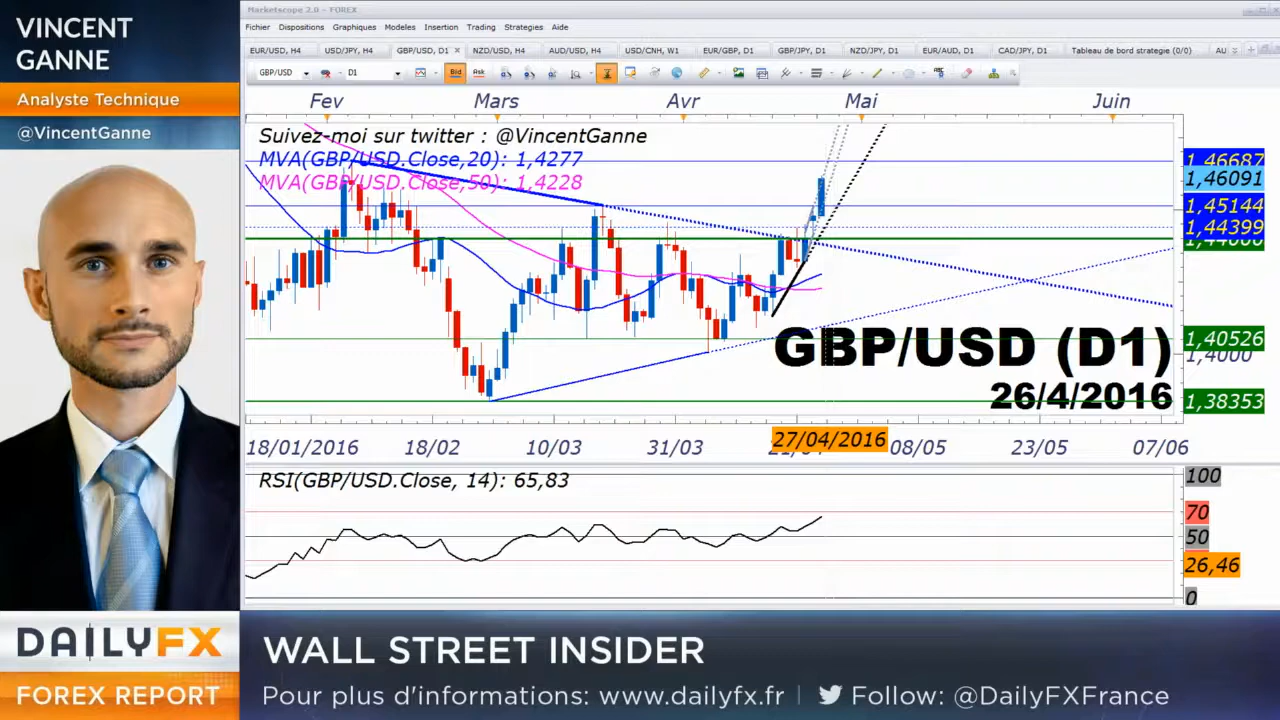 VINCENT
GANNE
Analyste Technique
@VincentGanne
Marketscope 2.0 - FOREX
Fichier Dispositions Graphiques Modeles Insertion Trading Strategies Aide
EUR/USD, H4 USD/JPY, H4 GBP/USD, D1 NZD/USD, H4 AUD/USD, H4 USD/CNH, W1 EUR/GBP, D1 GBP/JPY, D1 NZD/JPY, D1 EUR/AUD, D1 CAD/JPY, D1 Tableau de bord strategie (0/0) AU
GBP/USD D1 Bid Ask
Fev Mars Avr Mai Juin
Suivez-moi sur twitter : @VincentGanne
MVA(GBP/USD.Close,20): 1,4277
MVA(GBP/USD.Close,50): 1,4228
1,46687
1,46091
1,45144
1,44399
1,40526
1,4000
1,38353
GBP/USD (D1)
26/4/2016
18/01/2016 18/02 10/03 31/03 27/04/2016 08/05 23/05 07/06
RSI(GBP/USD.Close, 14): 65,83
100
70
50
26,46
0
DAILYFX
FOREX REPORT
WALL STREET INSIDER
Pour plus d'informations: www.dailyfx.fr | Follow: @DailyFXFrance